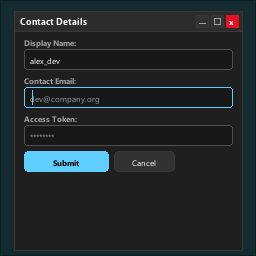 Contact Details
Display Name:
alex_dev
Contact Email:
dev@company.org
Access Token:
********
Submit
Cancel